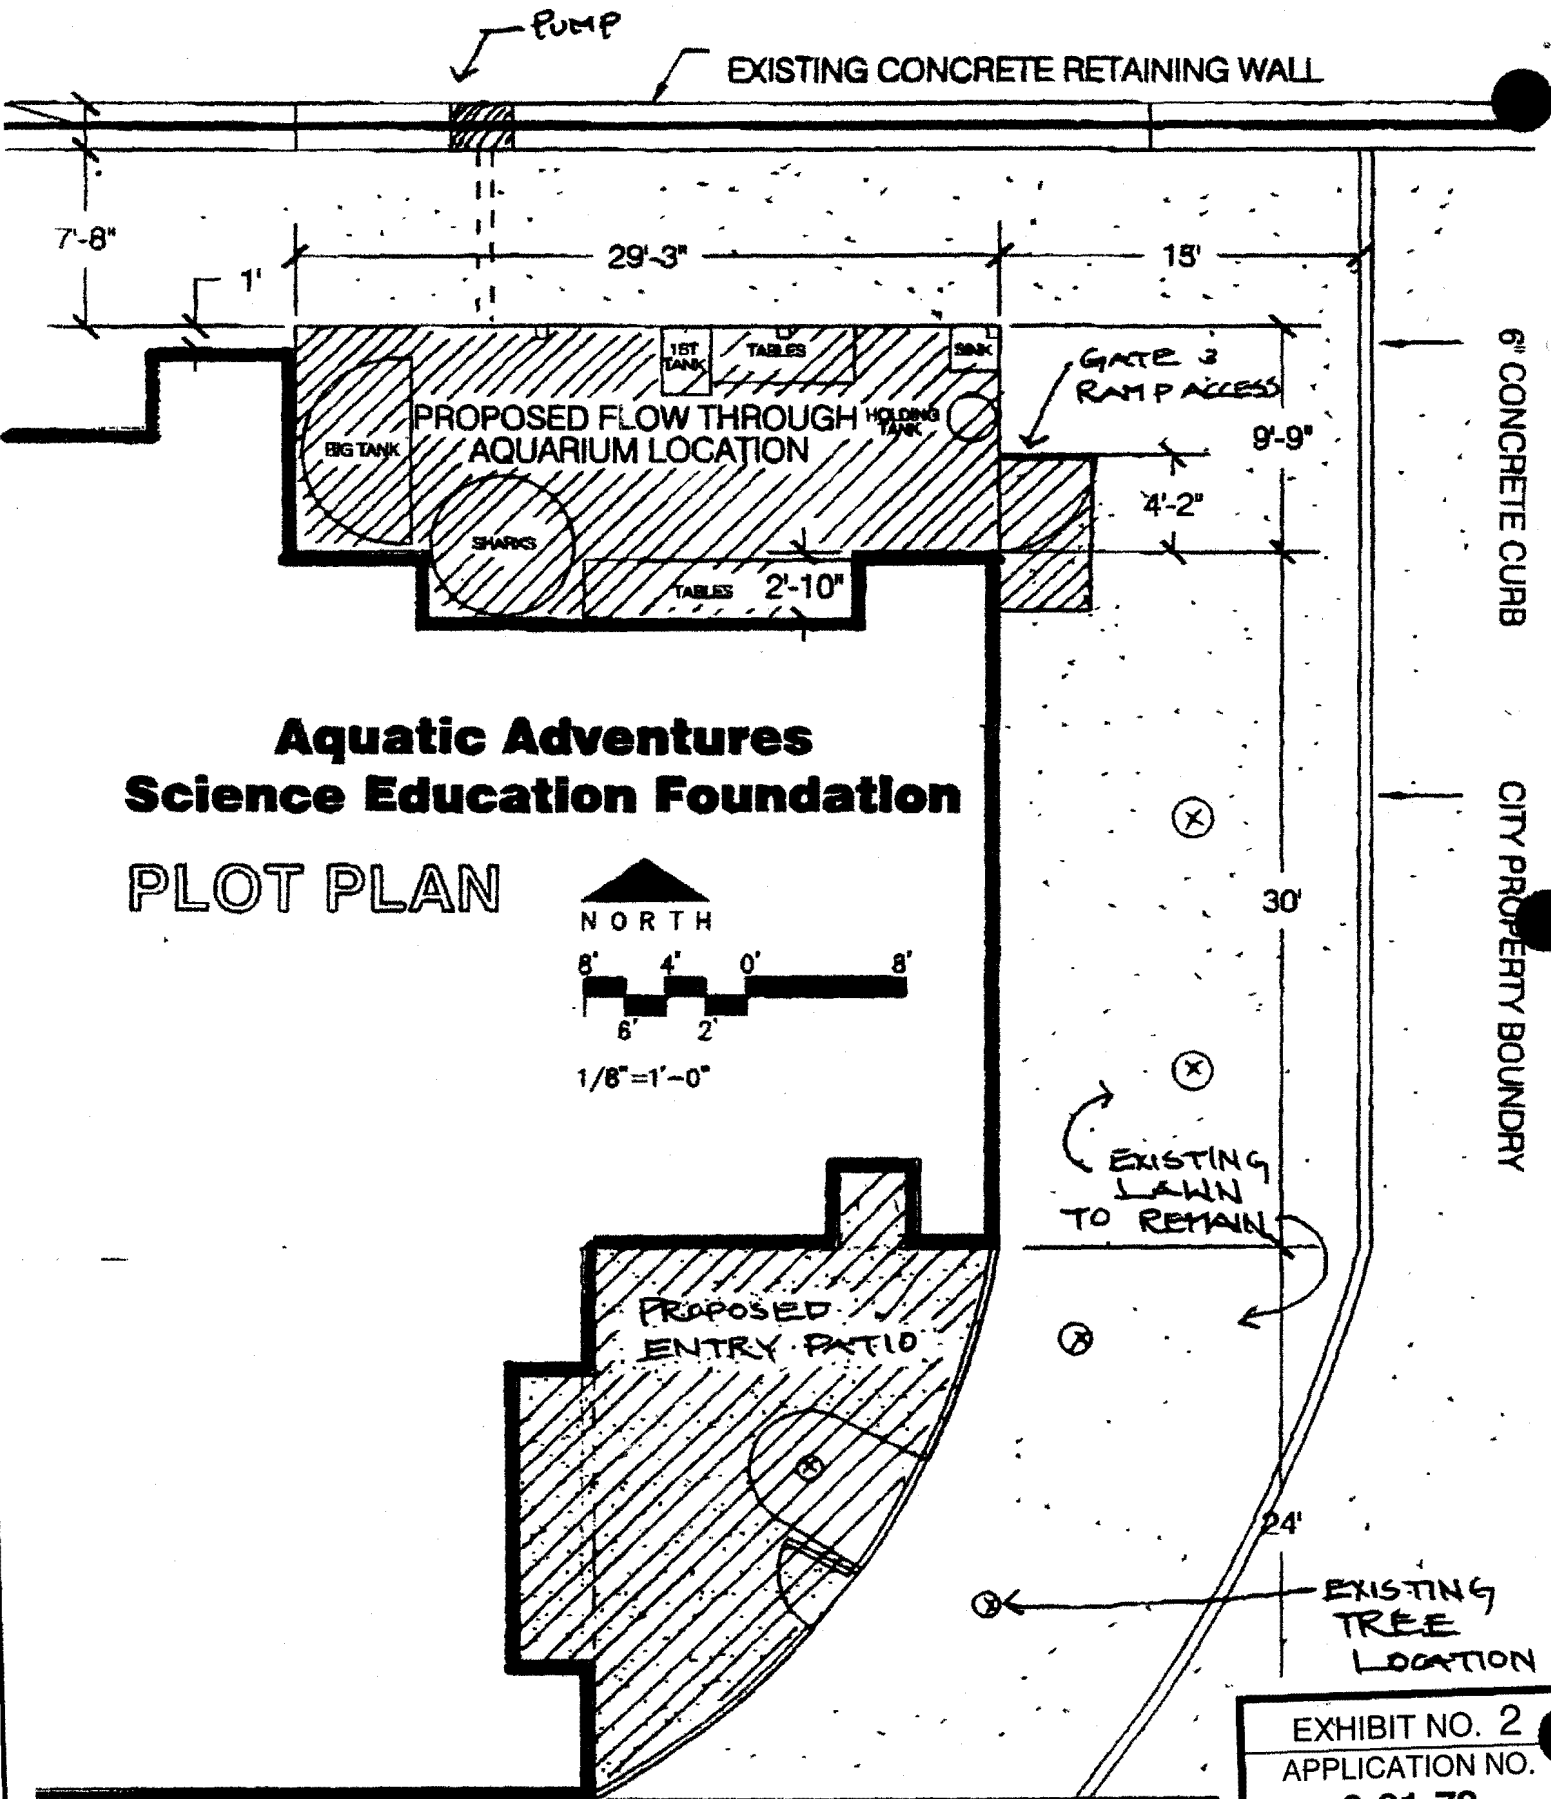 PUMP
EXISTING CONCRETE RETAINING WALL
7'-8"
1'
29'-3"
15'
1ST
TANK
TABLES
SINK
GATE &
RAMP ACCESS
PROPOSED FLOW THROUGH
AQUARIUM LOCATION
HOLDING
TANK
BIG TANK
9'-9"
4'-2"
SHARKS
TABLES
2'-10"
6" CONCRETE CURB
Aquatic Adventures
Science Education Foundation
PLOT PLAN
NORTH
8' 4' 0' 8'
6' 2'
1/8"=1'-0"
30'
CITY PROPERTY BOUNDRY
EXISTING
LAWN
TO REMAIN
PROPOSED
ENTRY PATIO
24'
EXISTING
TREE
LOCATION
EXHIBIT NO. 2
APPLICATION NO.